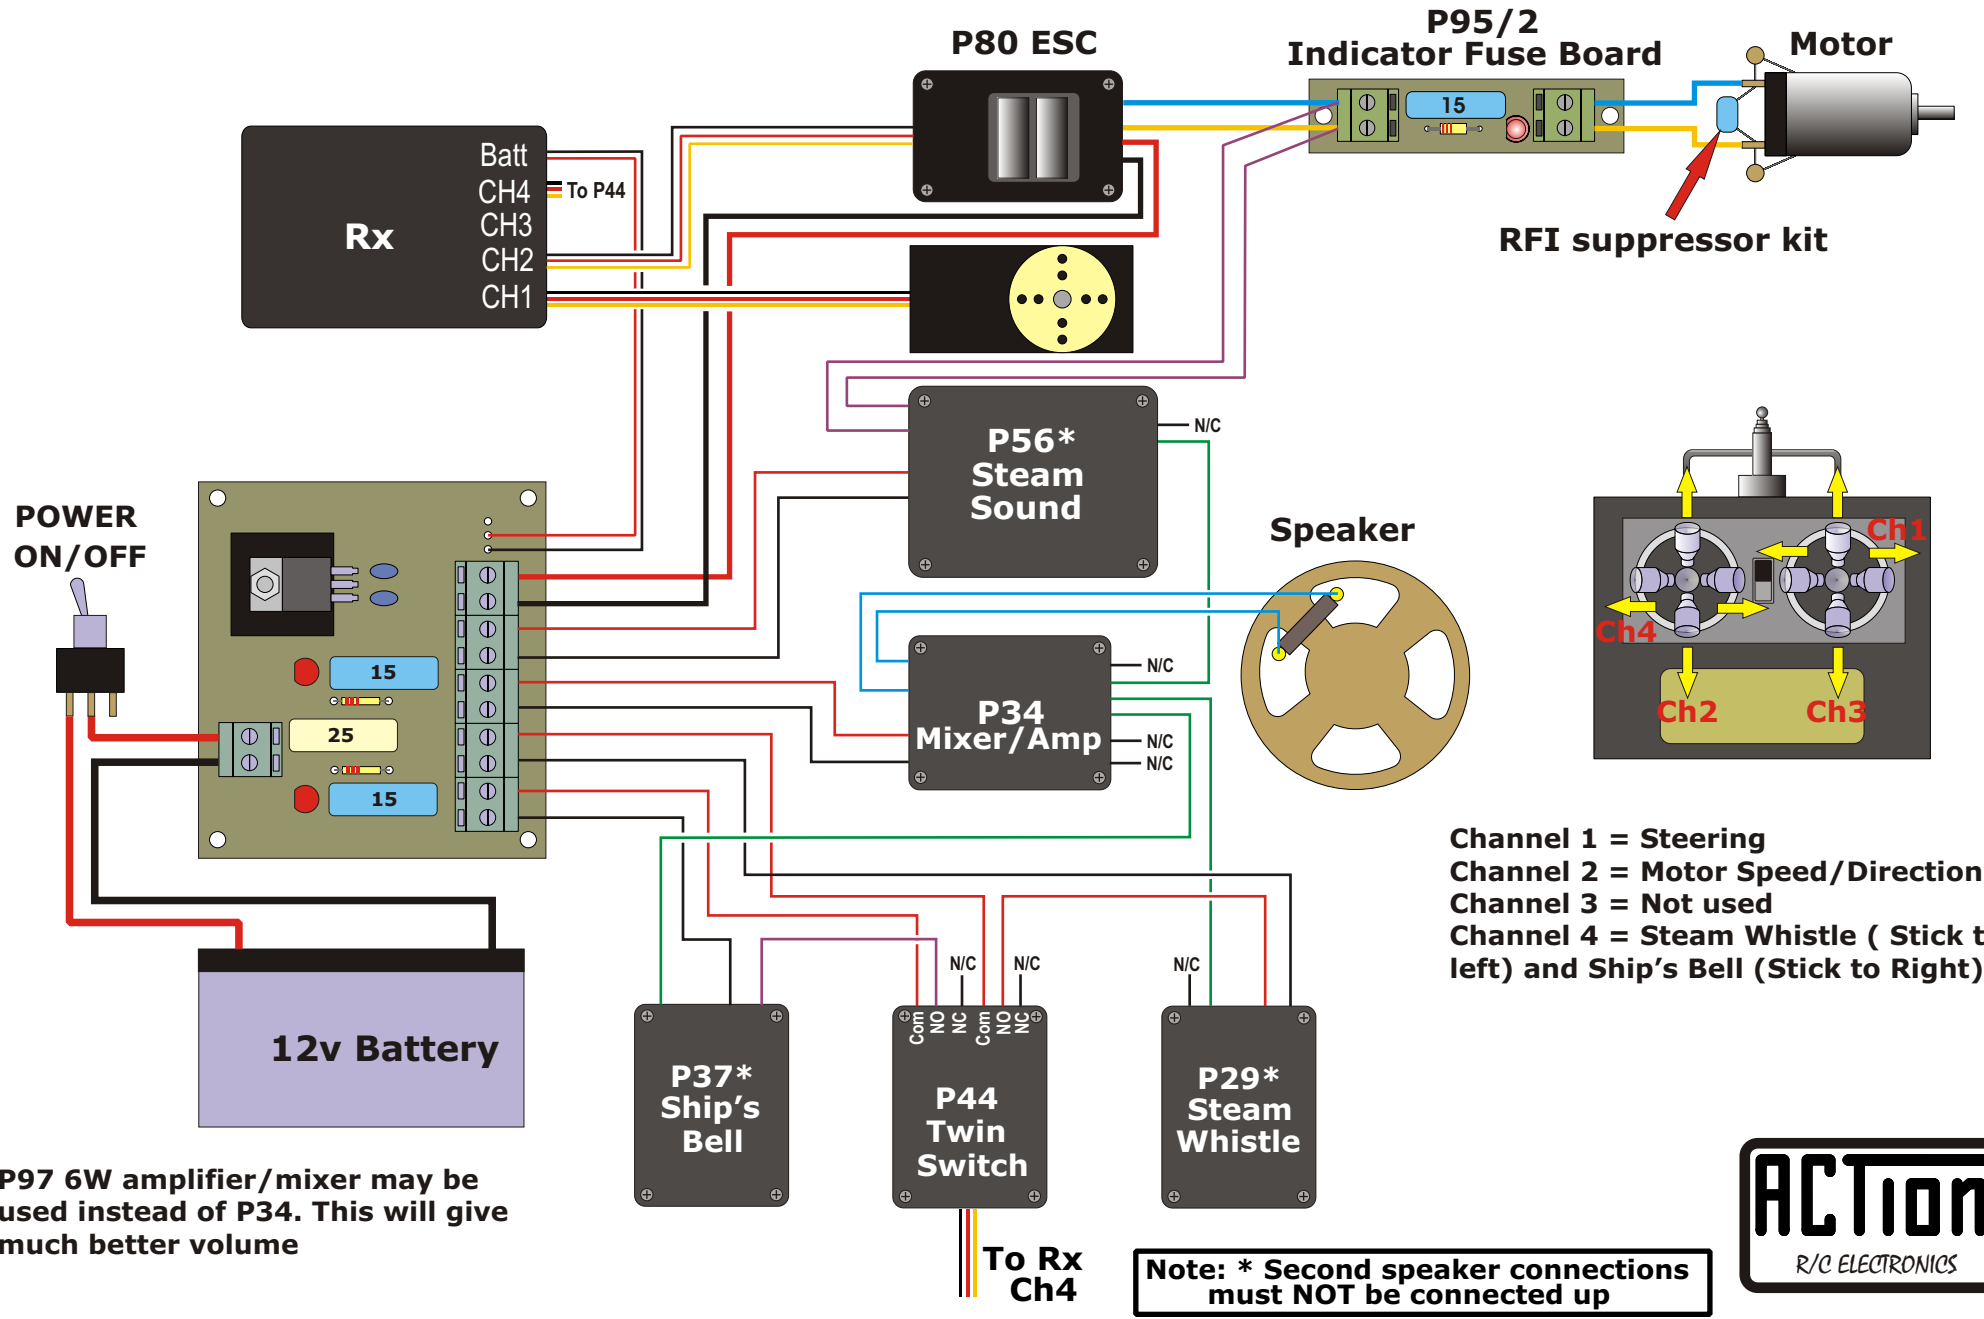 P80 ESC
P95/2
Indicator Fuse Board
Motor
15
RFI suppressor kit
Rx
Batt
CH4
CH3
CH2
CH1
To P44
P56*
Steam
Sound
N/C
POWER
ON/OFF
15
25
15
Speaker
P34
Mixer/Amp
N/C
N/C
N/C
Ch1
Ch4
Ch2
Ch3
Channel 1 = Steering
Channel 2 = Motor Speed/Direction
Channel 3 = Not used
Channel 4 = Steam Whistle ( Stick t
left) and Ship's Bell (Stick to Right)
12v Battery
N/C
N/C
N/C
P37*
Ship's
Bell
Com
NO
NC
Com
NO
NC
P44
Twin
Switch
P29*
Steam
Whistle
To Rx
Ch4
P97 6W amplifier/mixer may be
used instead of P34. This will give
much better volume
Note: * Second speaker connections
must NOT be connected up
ACTion
R/C ELECTRONICS